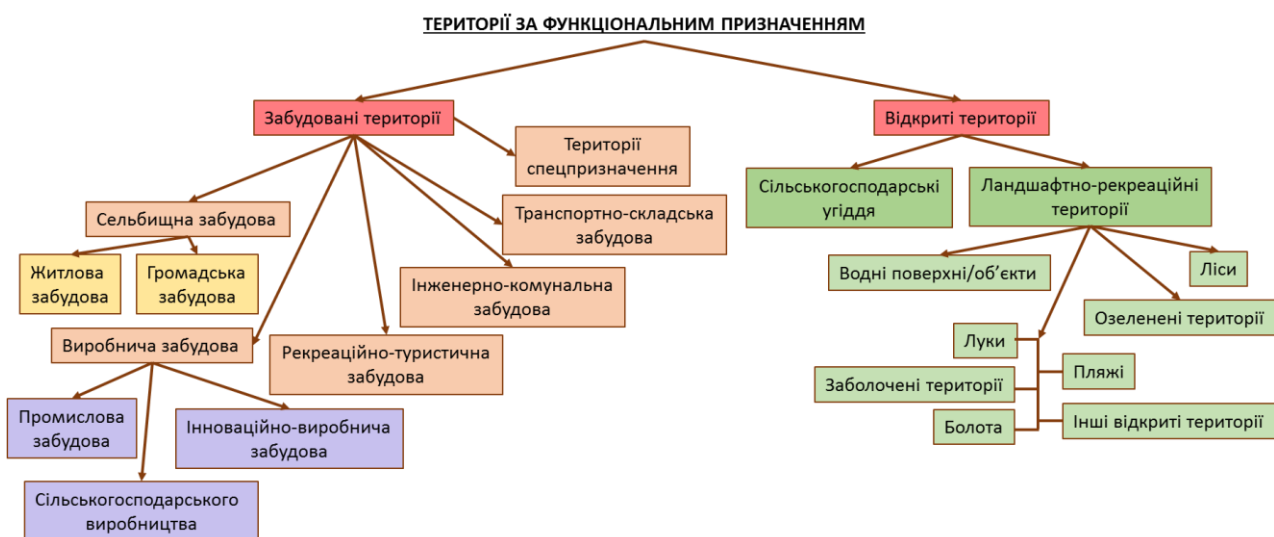 ТЕРИТОРІЇ ЗА ФУНКЦІОНАЛЬНИМ ПРИЗНАЧЕННЯМ
Забудовані території
Відкриті території
Території
спецпризначення
Сельбищна забудова
Транспортно-складська
забудова
Житлова
забудова
Громадська
забудова
Інженерно-комунальна
забудова
Виробнича забудова
Рекреаційно-туристична
забудова
Промислова
забудова
Інноваційно-виробнича
забудова
Сільськогосподарського
виробництва
Сільськогосподарські
угіддя
Ландшафтно-рекреаційні
території
Водні поверхні/об’єкти
Ліси
Озеленені території
Луки
Пляжі
Заболочені території
Болота
Інші відкриті території